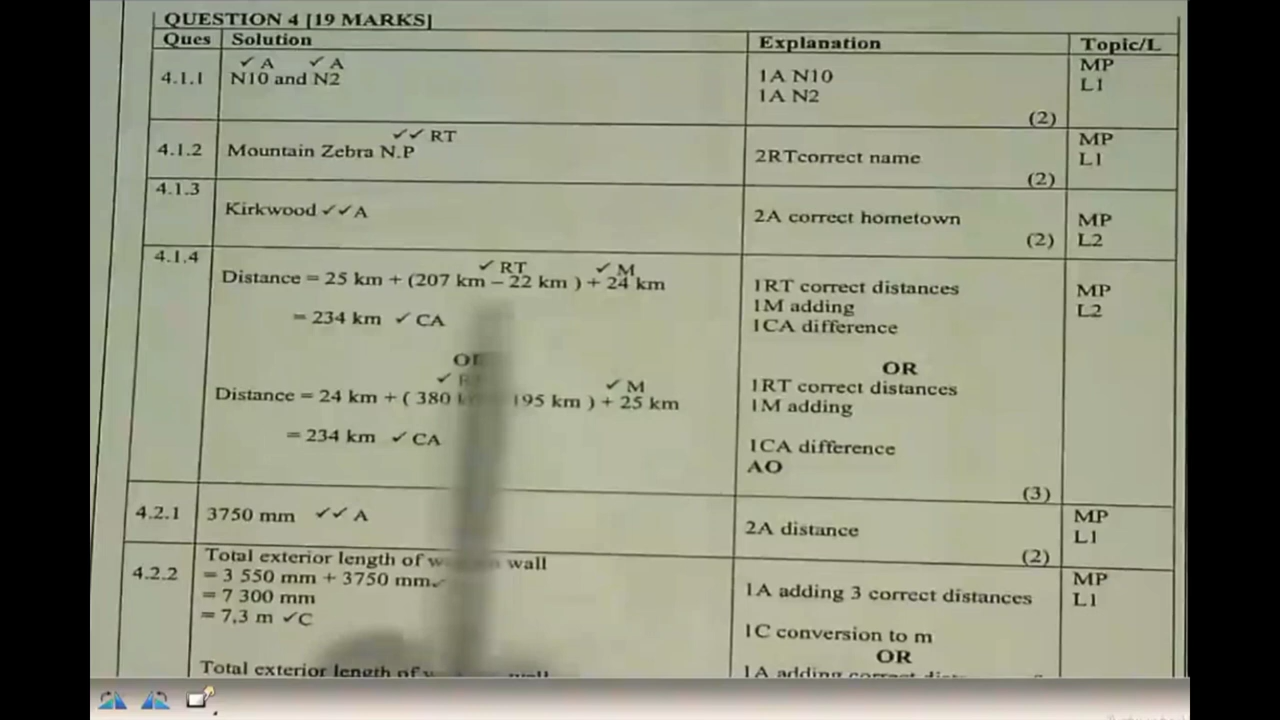 QUESTION 4 [19 MARKS]
Ques Solution Explanation Topic/L
✓A ✓A
4.1.1 N10 and N2 1A N10 MP
1A N2 L1
(2)
✓✓ RT
4.1.2 Mountain Zebra N.P 2RTcorrect name MP
L1
(2)
4.1.3 Kirkwood ✓✓A 2A correct hometown MP
(2) L2
4.1.4 ✓ RT ✓ M
Distance = 25 km + (207 km – 22 km ) + 24 km 1RT correct distances MP
1M adding L2
= 234 km ✓ CA 1CA difference
OR
✓ ✓ M 1RT correct distances
Distance = 24 km + ( 380 195 km ) + 25 km 1M adding
= 234 km ✓ CA 1CA difference
AO
(3)
4.2.1 3750 mm ✓✓ A 2A distance MP
L1
(2)
4.2.2 Total exterior length of wall MP
= 3 550 mm + 3750 mm✓ 1A adding 3 correct distances L1
= 7 300 mm
= 7,3 m ✓C 1C conversion to m
OR
Total exterior length of 1A adding correct